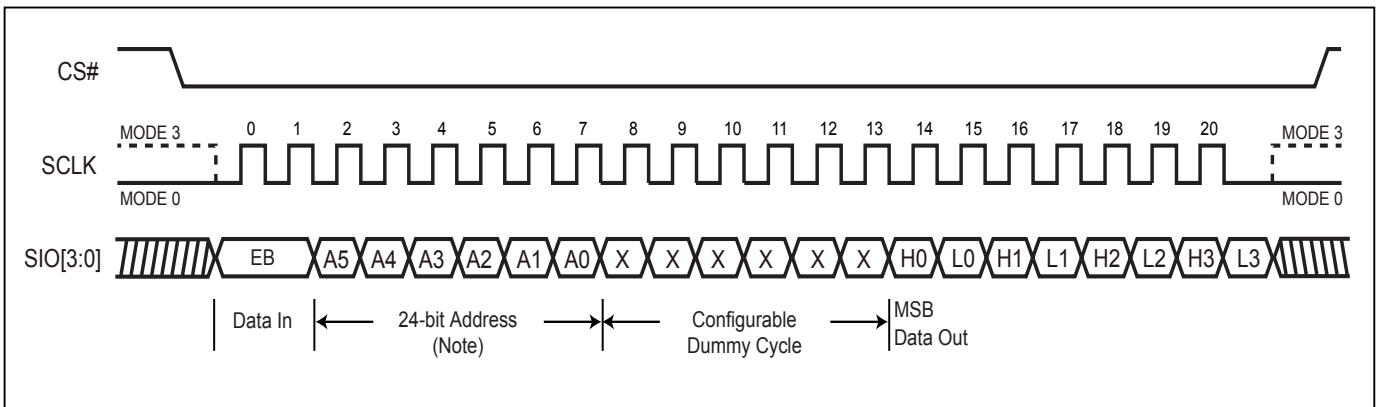 CS#
MODE 3 0 1 2 3 4 5 6 7 8 9 10 11 12 13 14 15 16 17 18 19 20 MODE 3
SCLK
MODE 0 MODE 0
SIO[3:0] EB A5 A4 A3 A2 A1 A0 X X X X X X H0 L0 H1 L1 H2 L2 H3 L3
Data In 24-bit Address (Note) Configurable Dummy Cycle MSB Data Out